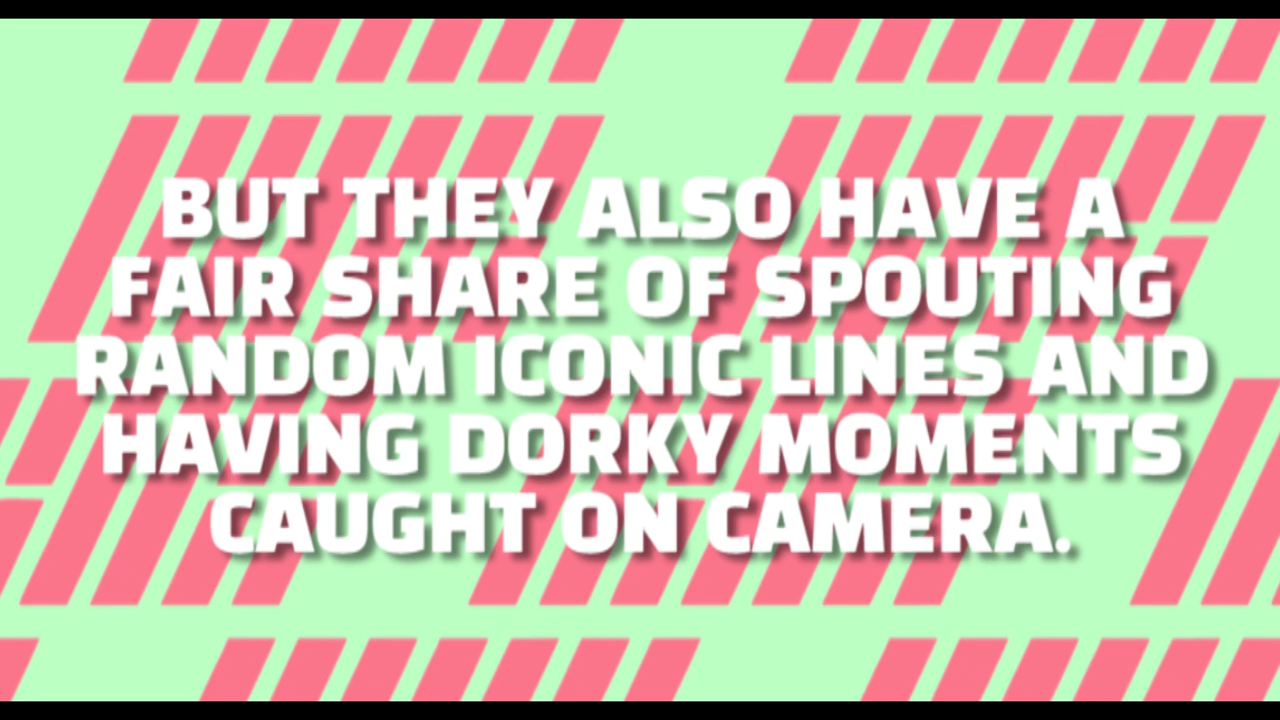 BUT THEY ALSO HAVE A
FAIR SHARE OF SPOUTING
RANDOM ICONIC LINES AND
HAVING DORKY MOMENTS
CAUGHT ON CAMERA.